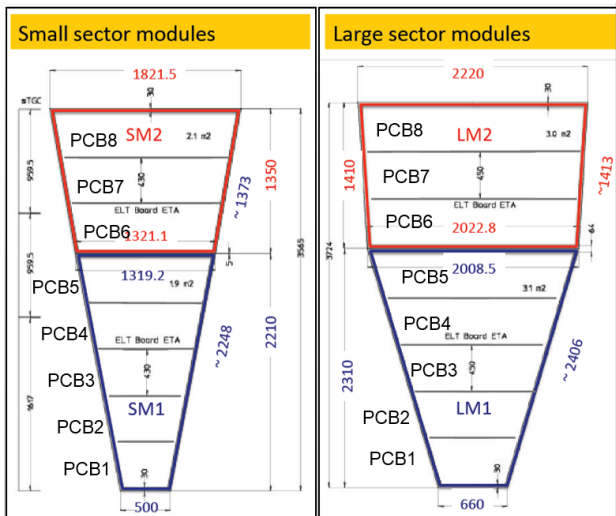 Small sector modules
1821.5
30
sTGC
PCB8
SM2
2.1 m2
959.5
PCB7
430
1350
~1373
ELT Board ETA
PCB6
1321.1
5
3565
1319.2
1.9 m2
PCB5
959.5
PCB4
ELT Board ETA
~ 2248
2210
PCB3
430
1617
SM1
PCB2
PCB1
30
500
Large sector modules
2220
30
PCB8
LM2
3.0 m2
1410
PCB7
450
~1413
ELT Board ETA
PCB6
2022.8
64
3724
2008.5
PCB5
3.1 m2
PCB4
ELT Board ETA
PCB3
450
~ 2406
2310
PCB2
LM1
PCB1
30
660